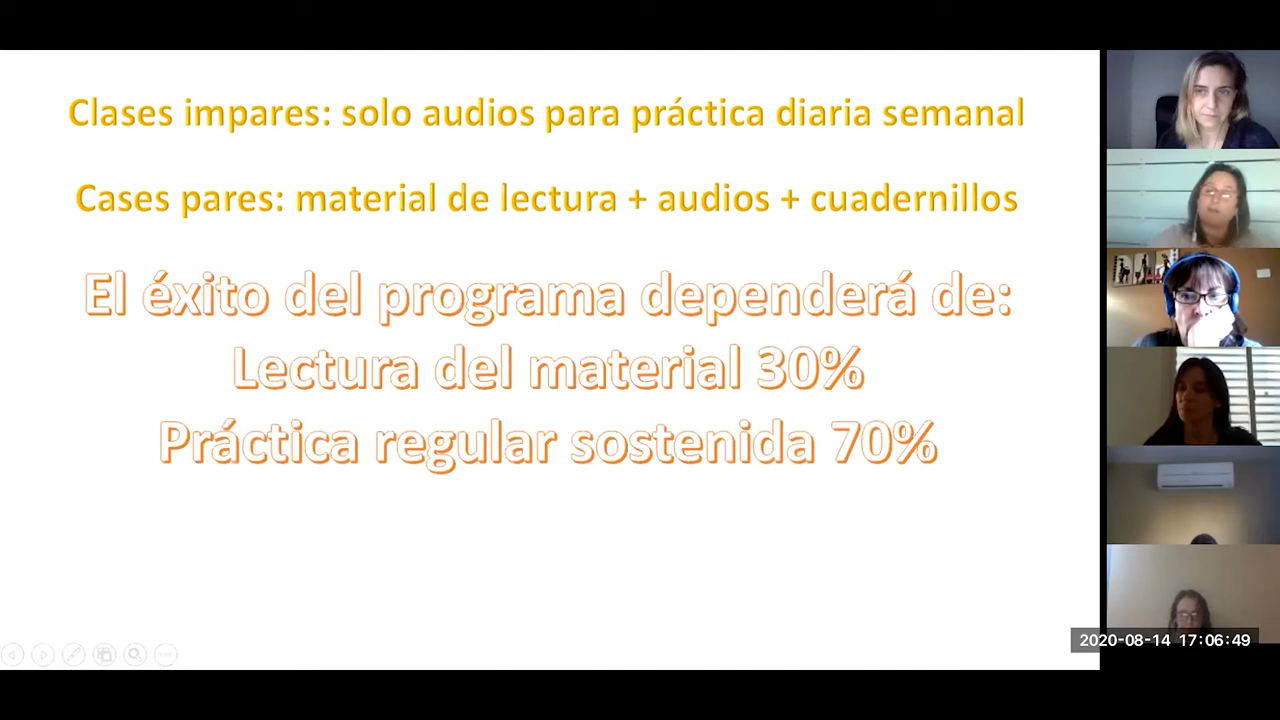 Clases impares: solo audios para práctica diaria semanal
Cases pares: material de lectura + audios + cuadernillos
El éxito del programa dependerá de:
Lectura del material 30%
Práctica regular sostenida 70%
2020-08-14 17:06:49